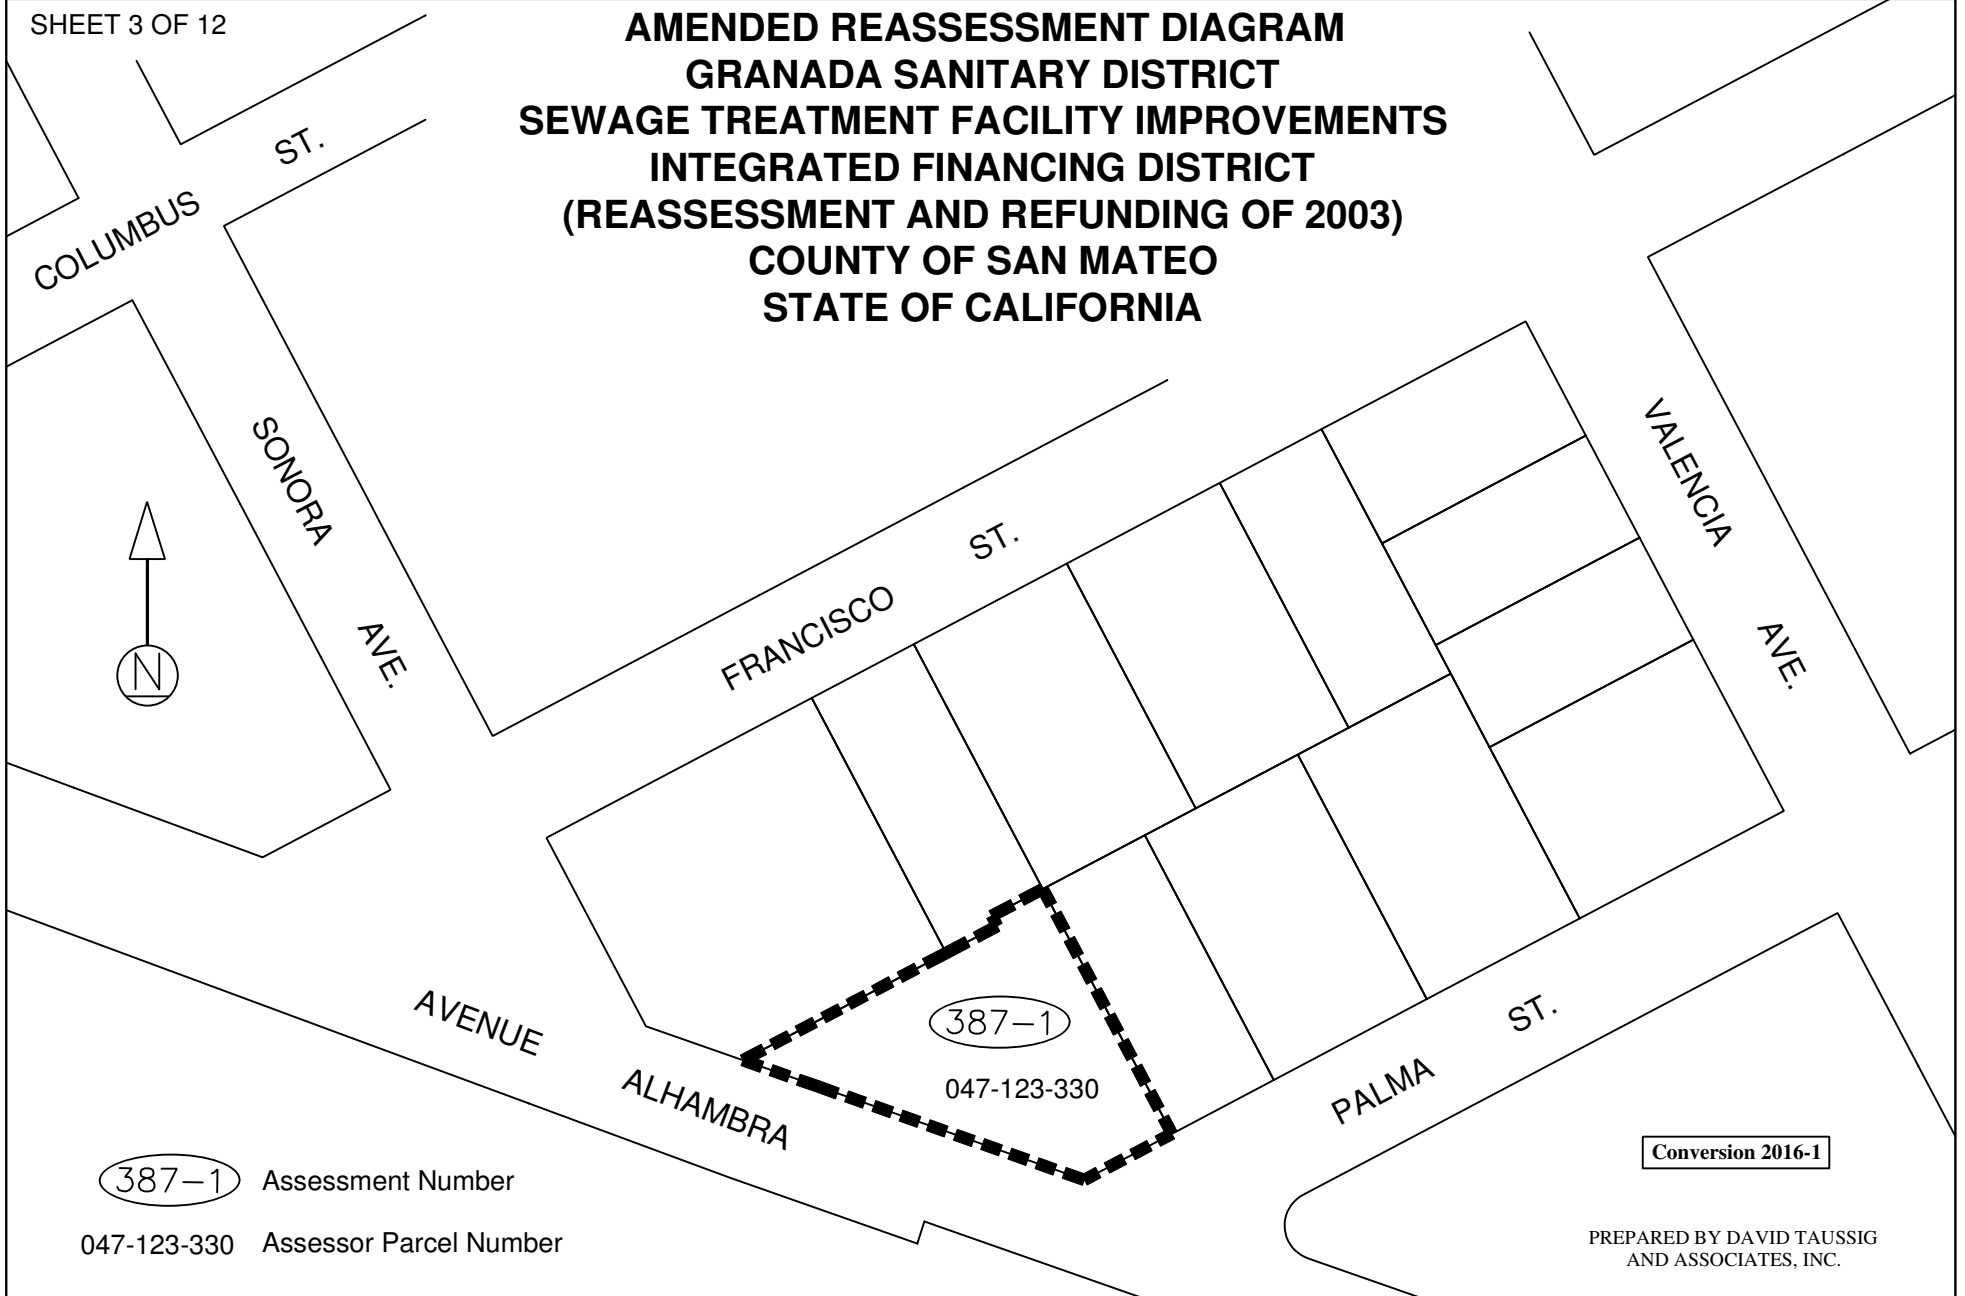 SHEET 3 OF 12
AMENDED REASSESSMENT DIAGRAM
GRANADA SANITARY DISTRICT
SEWAGE TREATMENT FACILITY IMPROVEMENTS
INTEGRATED FINANCING DISTRICT
(REASSESSMENT AND REFUNDING OF 2003)
COUNTY OF SAN MATEO
STATE OF CALIFORNIA
COLUMBUS ST.
SONORA AVE.
FRANCISCO ST.
VALENCIA AVE.
N
AVENUE ALHAMBRA
387-1
047-123-330
PALMA ST.
387-1 Assessment Number
047-123-330 Assessor Parcel Number
Conversion 2016-1
PREPARED BY DAVID TAUSSIG
AND ASSOCIATES, INC.